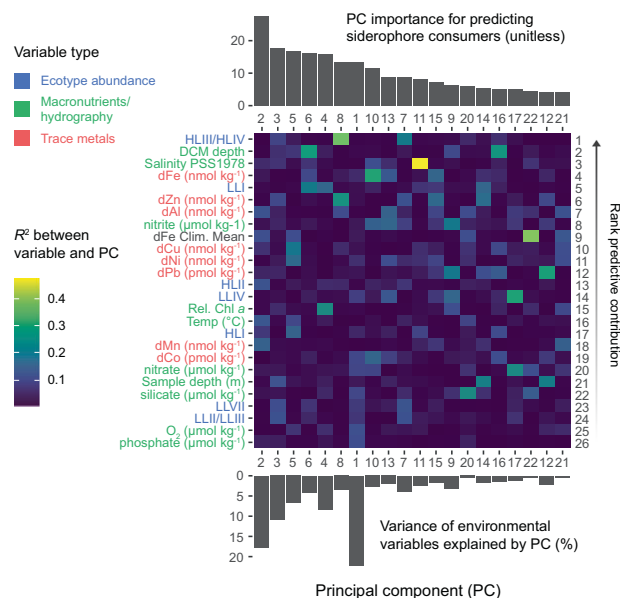 PC importance for predicting
siderophore consumers (unitless)
Variable type
Ecotype abundance
Macronutrients/
hydrography
Trace metals
20
10
0
2 3 5 6 4 8 1 10 13 7 11 15 9 20 14 16 17 22 12 21
HLIII/HLIV 1
DCM depth 2
Salinity PSS1978 3
dFe (nmol kg⁻¹) 4
LLI 5
dZn (nmol kg⁻¹) 6
dAl (nmol kg⁻¹) 7
nitrite (µmol kg-1) 8
dFe Clim. Mean 9
dCu (nmol kg⁻¹) 10
dNi (nmol kg⁻¹) 11
dPb (pmol kg⁻¹) 12
HLII 13
LLIV 14
Rel. Chl a 15
Temp (°C) 16
HLI 17
dMn (nmol kg⁻¹) 18
dCo (pmol kg⁻¹) 19
nitrate (µmol kg⁻¹) 20
Sample depth (m) 21
silicate (µmol kg⁻¹) 22
LLVII 23
LLII/LLIII 24
O₂ (µmol kg⁻¹) 25
phosphate (µmol kg⁻¹) 26
Rank predictive contribution
R² between
variable and PC
0.4
0.3
0.2
0.1
2 3 5 6 4 8 1 10 13 7 11 15 9 20 14 16 17 22 12 21
0
5
10
15
20
Variance of environmental
variables explained by PC (%)
Principal component (PC)